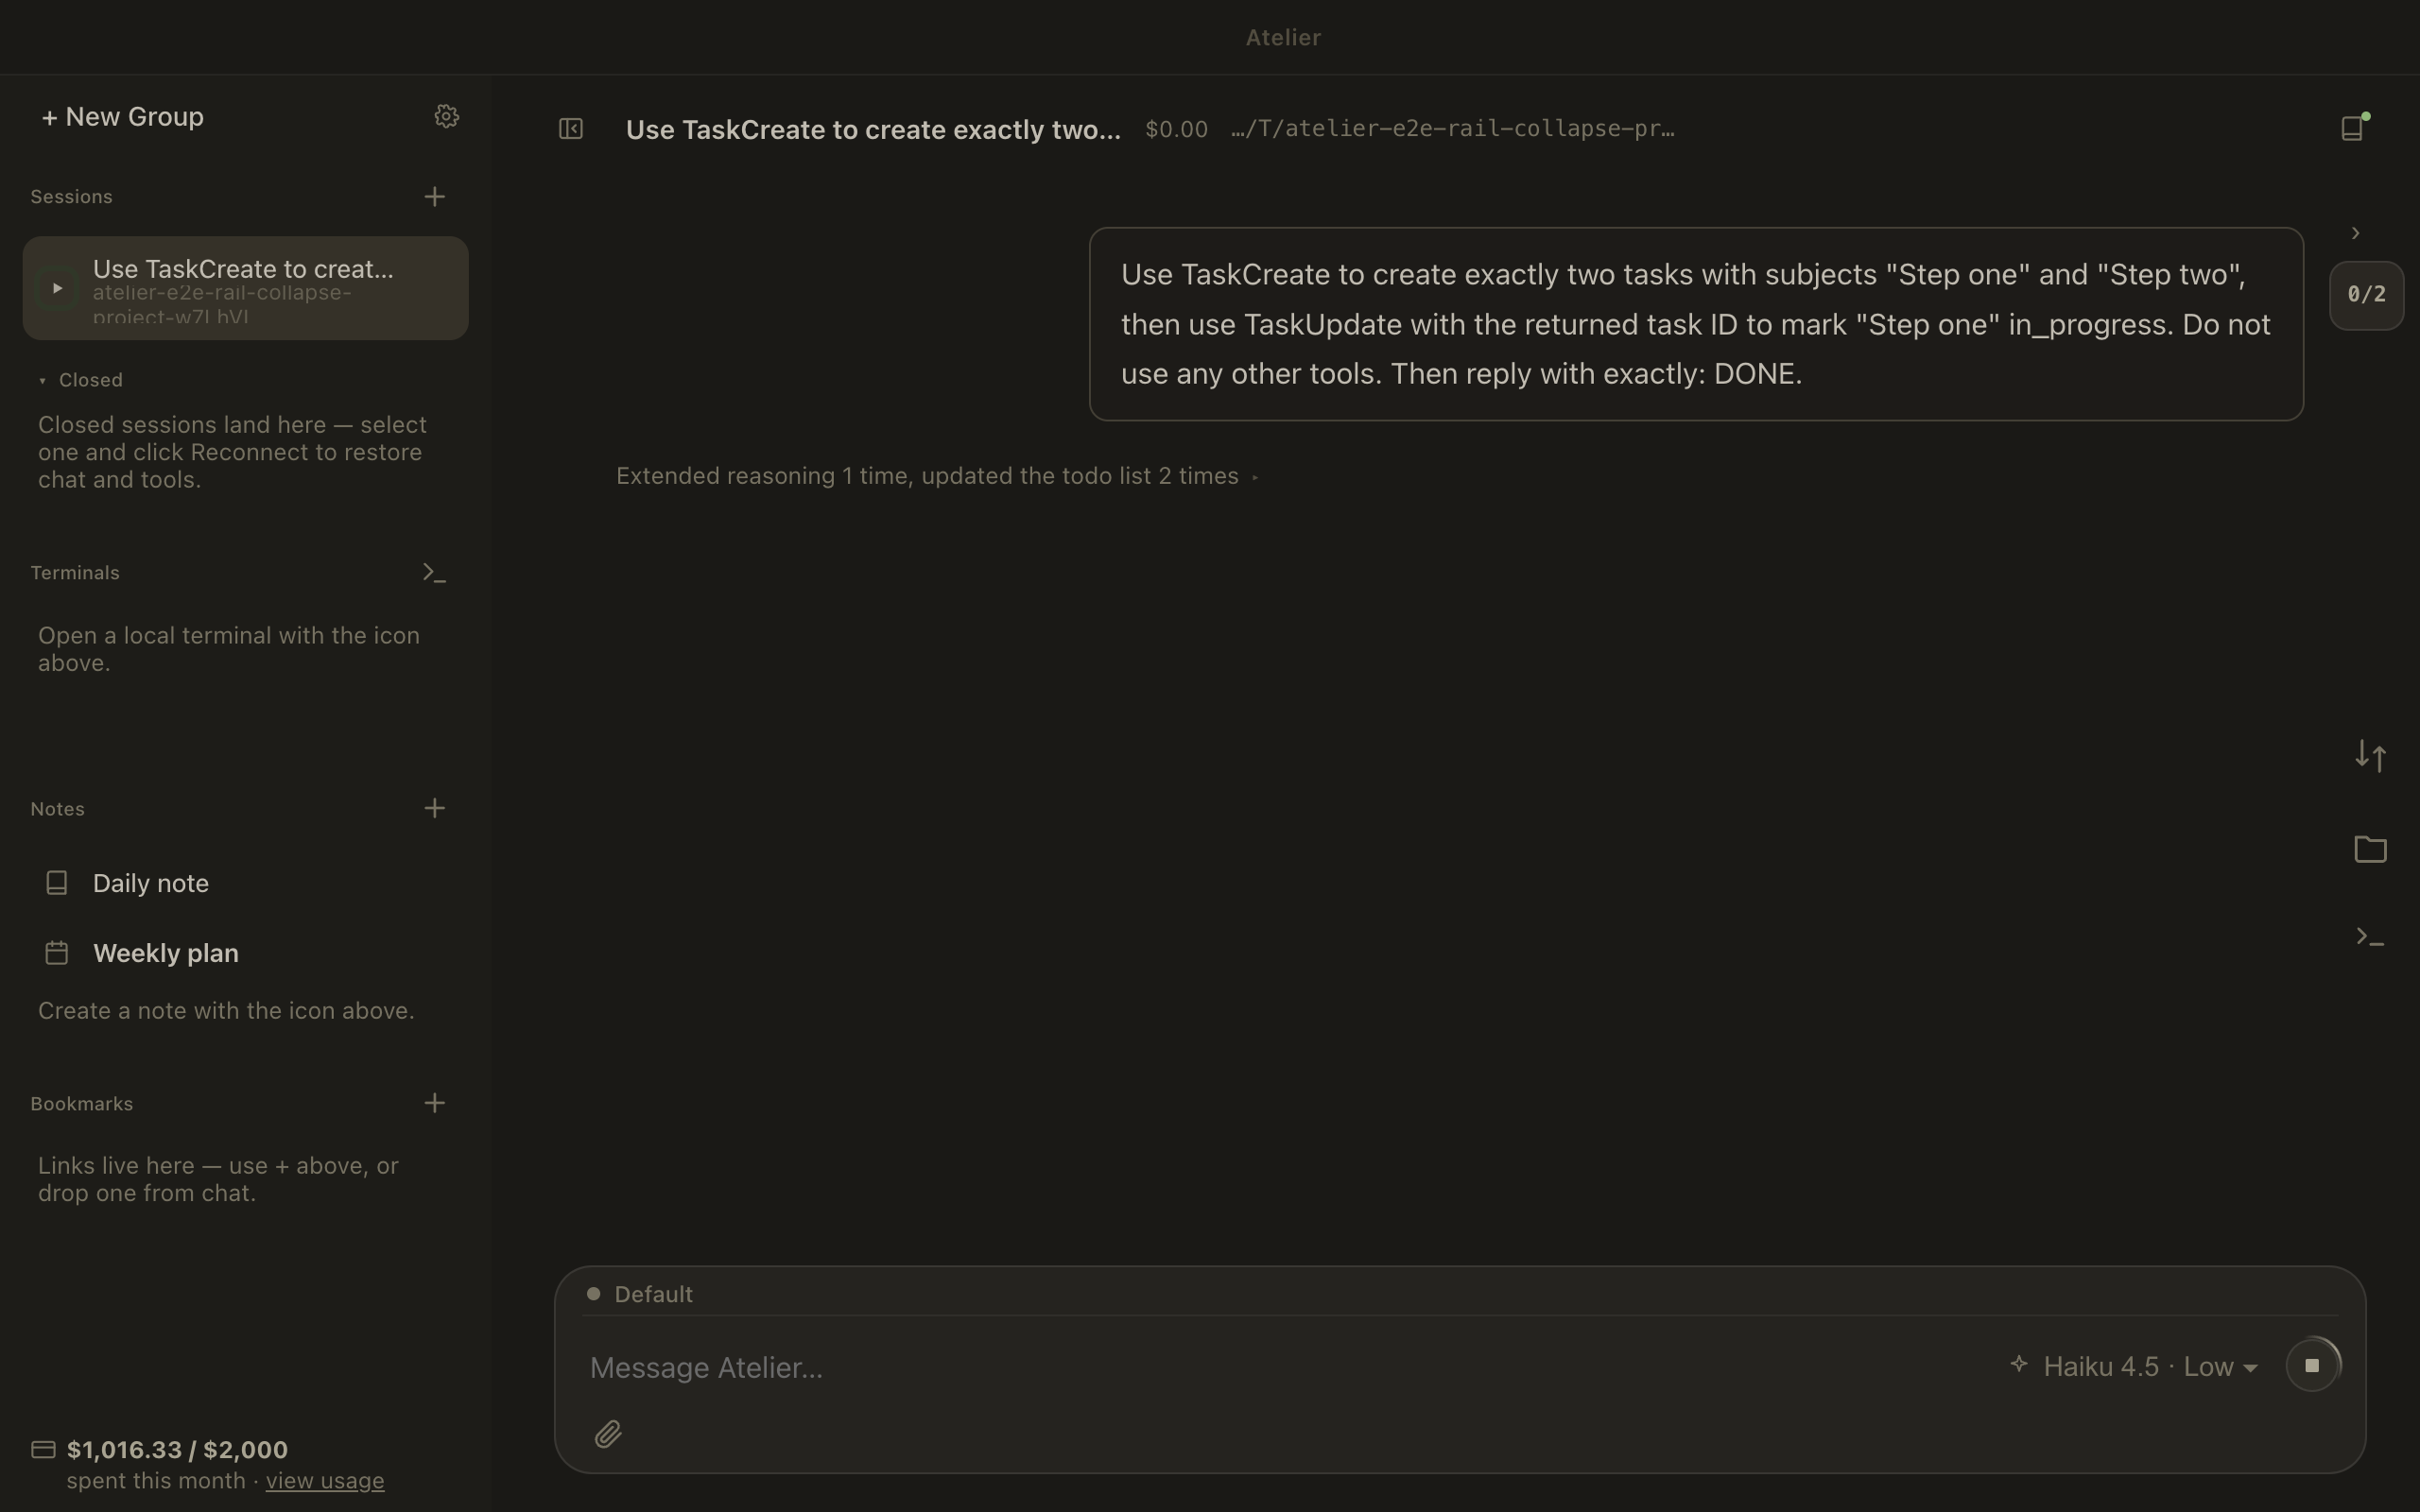 Atelier
+ New Group
Sessions
Use TaskCreate to creat...
atelier-e2e-rail-collapse-
Closed
Closed sessions land here — select
one and click Reconnect to restore
chat and tools.
Terminals
Open a local terminal with the icon
above.
Notes
Daily note
Weekly plan
Create a note with the icon above.
Bookmarks
Links live here — use + above, or
drop one from chat.
$1,016.33 / $2,000
spent this month · view usage
Use TaskCreate to create exactly two... $0.00 …/T/atelier-e2e-rail-collapse-pr…
Use TaskCreate to create exactly two tasks with subjects "Step one" and "Step two",
then use TaskUpdate with the returned task ID to mark "Step one" in_progress. Do not
use any other tools. Then reply with exactly: DONE.
0/2
Extended reasoning 1 time, updated the todo list 2 times
Default
Message Atelier...
Haiku 4.5 · Low